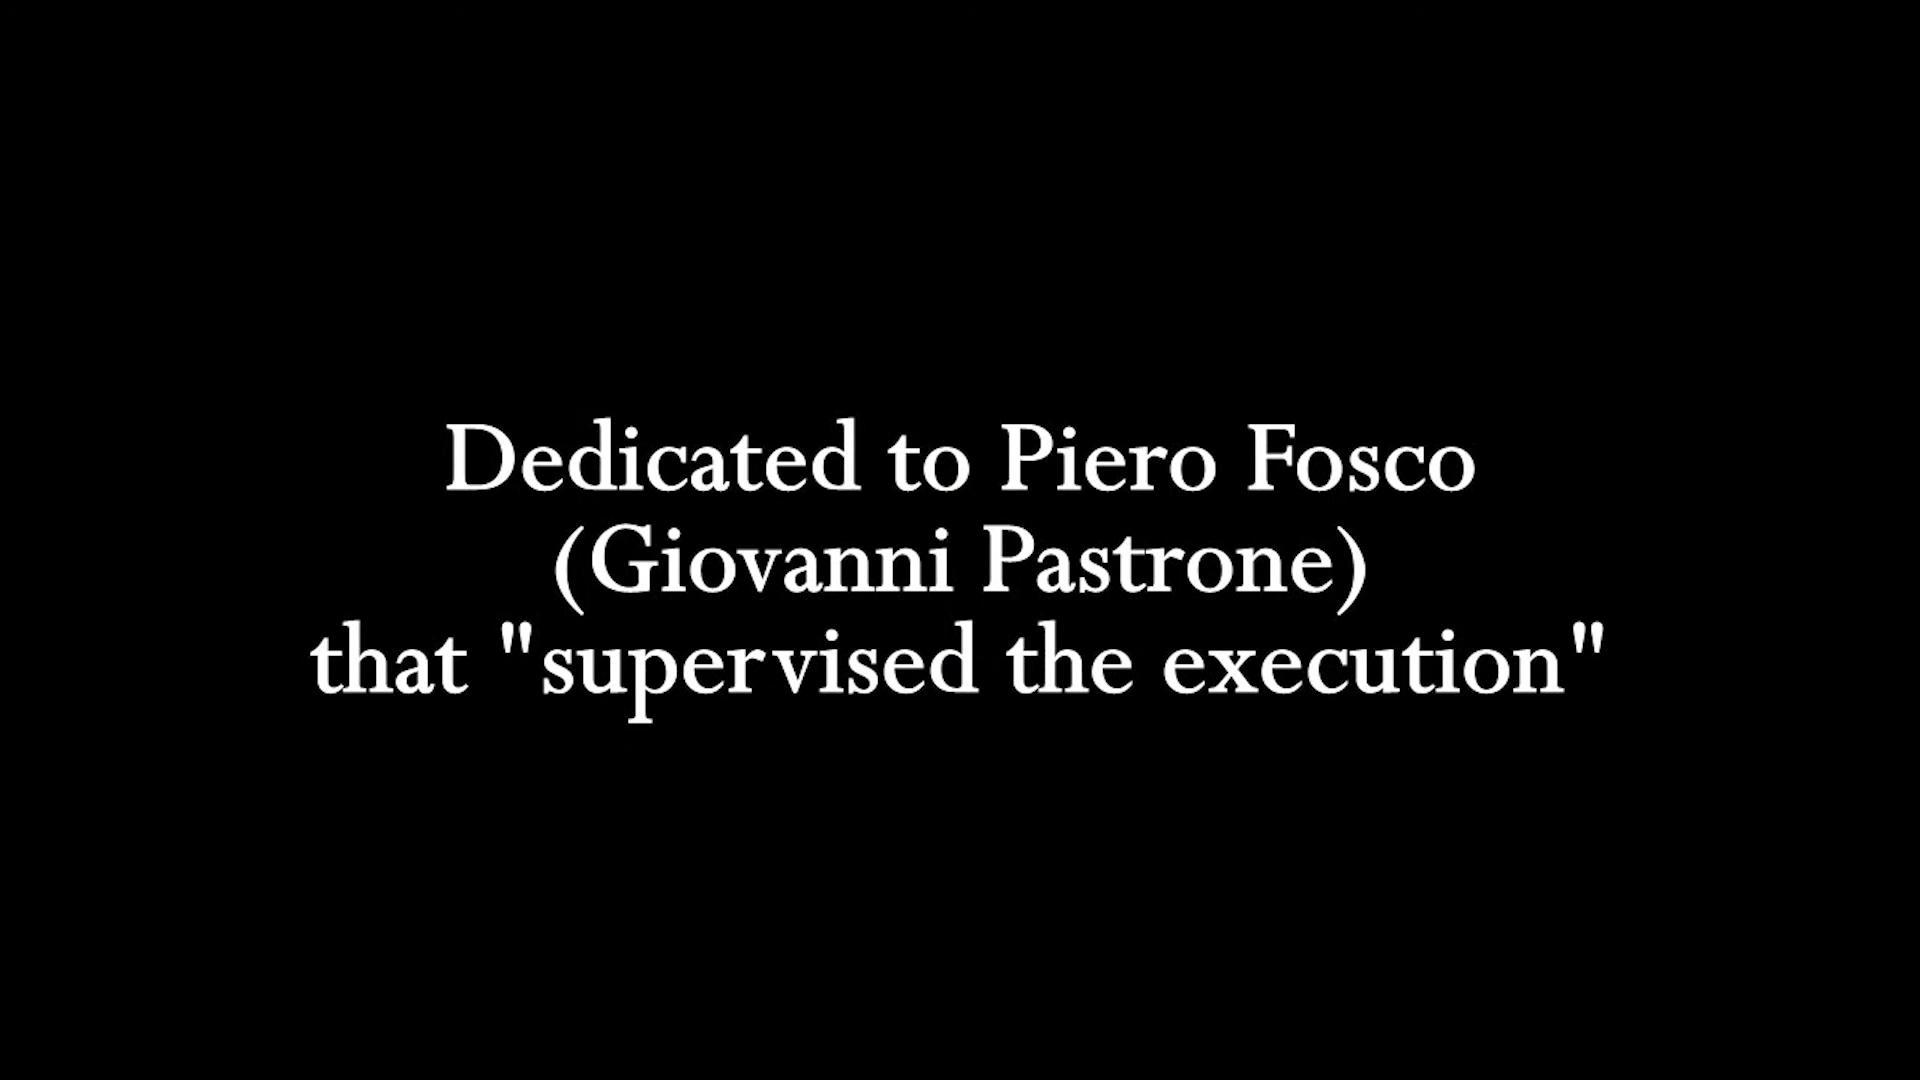 Dedicated to Piero Fosco
(Giovanni Pastrone)
that "supervised the execution"